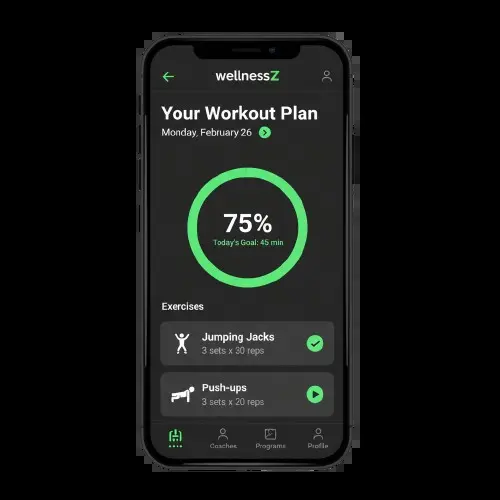 wellnessZ
Your Workout Plan
Monday, February 26
75%
Today's Goal: 45 min
Exercises
Jumping Jacks
3 sets x 30 reps
Push-ups
3 sets x 20 reps
Coaches Programs Profile